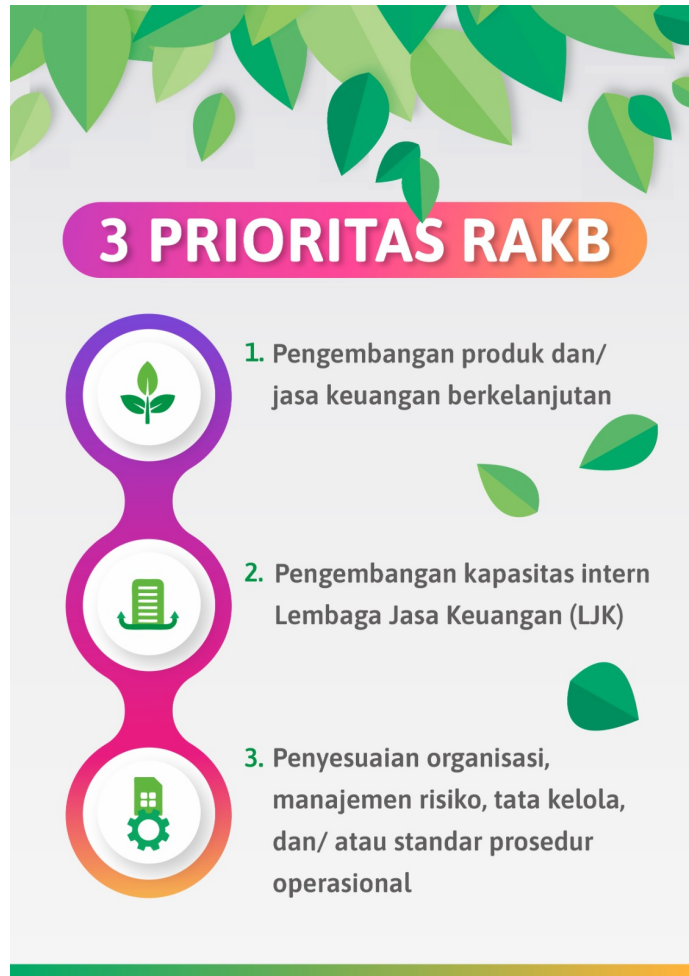 3 PRIORITAS RAKB
1. Pengembangan produk dan/
jasa keuangan berkelanjutan
2. Pengembangan kapasitas intern
Lembaga Jasa Keuangan (LJK)
3. Penyesuaian organisasi,
manajemen risiko, tata kelola,
dan/ atau standar prosedur
operasional